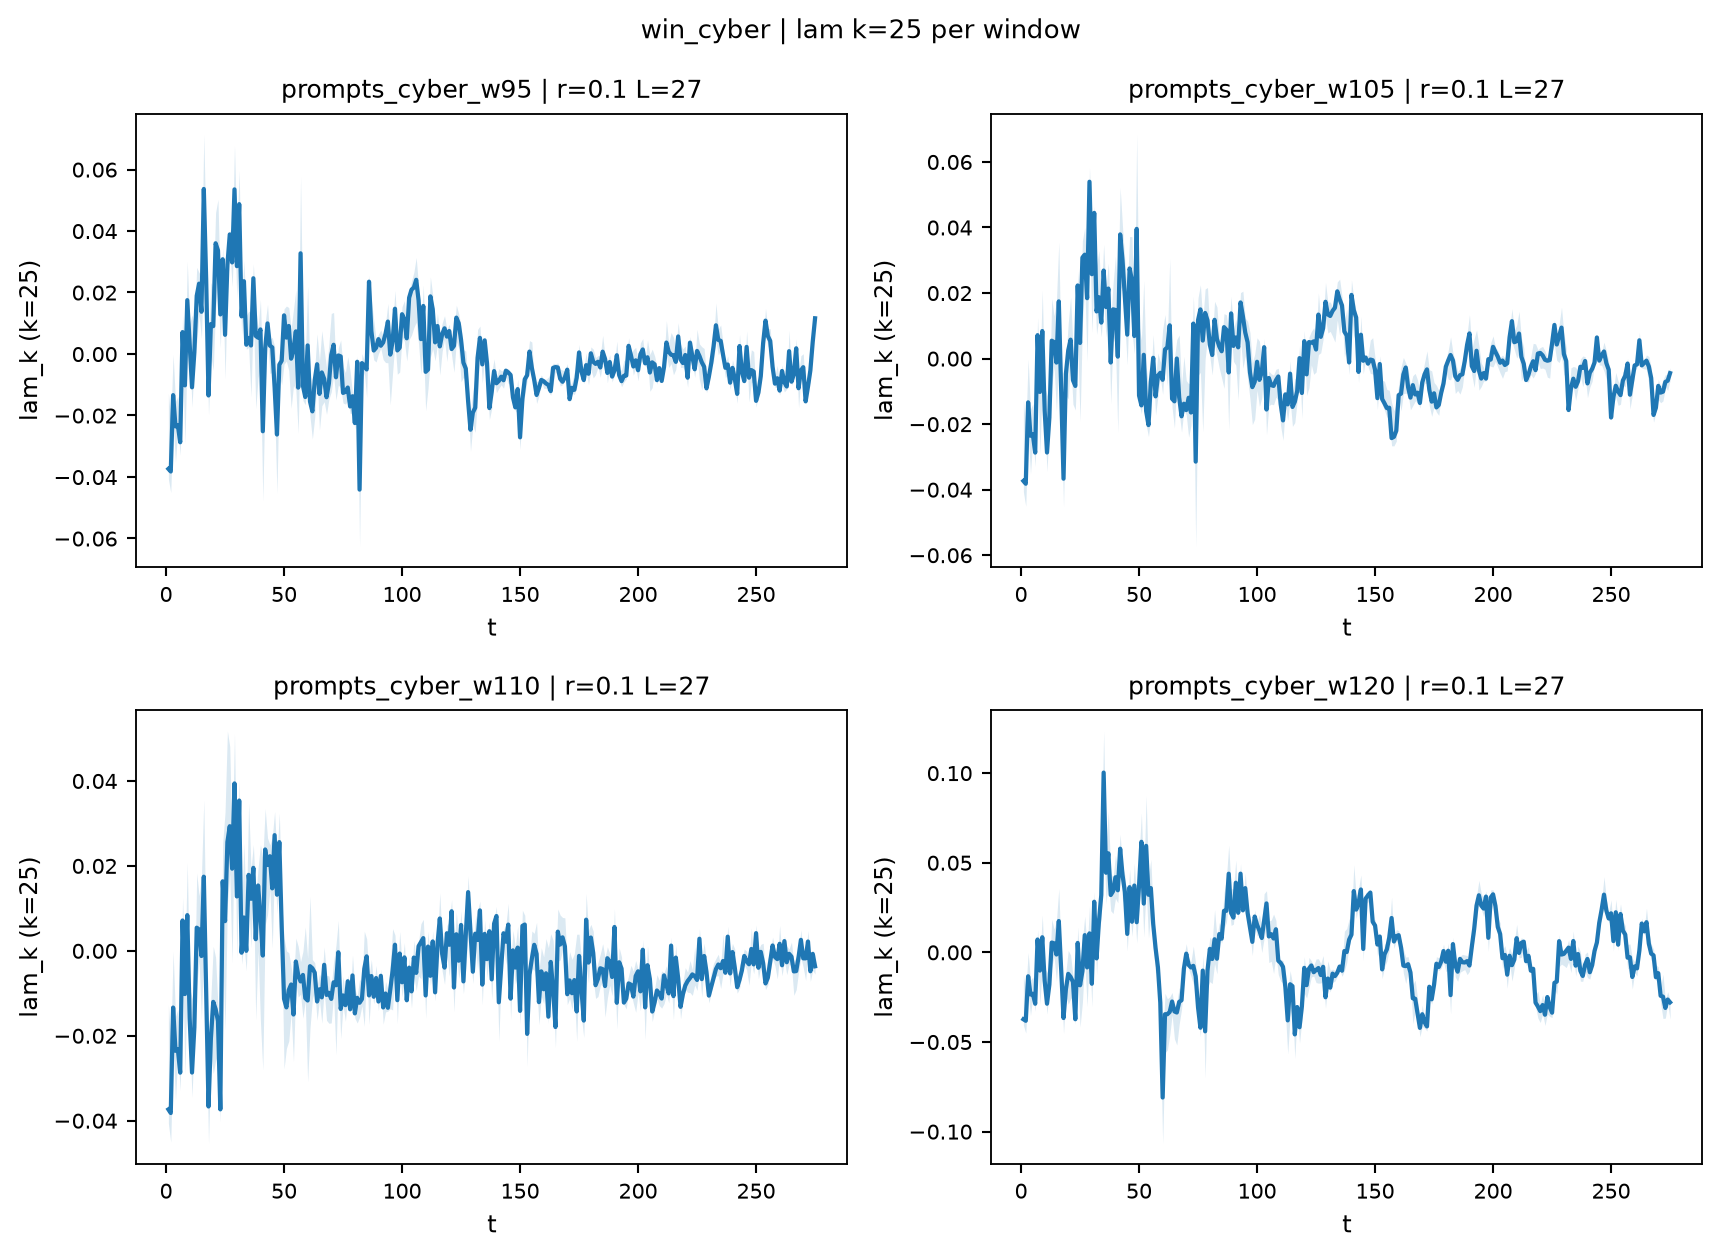 win_cyber | lam k=25 per window
prompts_cyber_w95 | r=0.1 L=27
lam_k (k=25)
0.06
0.04
0.02
0.00
−0.02
−0.04
−0.06
0 50 100 150 200 250
t
prompts_cyber_w105 | r=0.1 L=27
lam_k (k=25)
0.06
0.04
0.02
0.00
−0.02
−0.04
−0.06
0 50 100 150 200 250
t
prompts_cyber_w110 | r=0.1 L=27
lam_k (k=25)
0.04
0.02
0.00
−0.02
−0.04
0 50 100 150 200 250
t
prompts_cyber_w120 | r=0.1 L=27
lam_k (k=25)
0.10
0.05
0.00
−0.05
−0.10
0 50 100 150 200 250
t